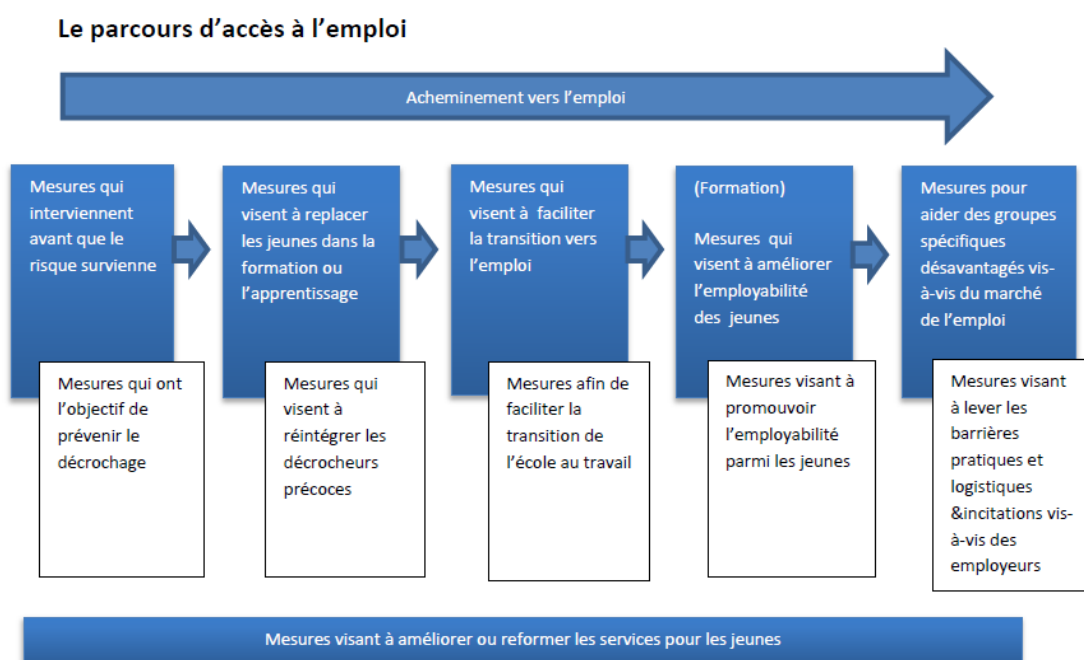 Le parcours d'accès à l'emploi
Acheminement vers l'emploi
Mesures qui
interviennent
avant que le
risque survienne
Mesures qui
visent à replacer
les jeunes dans la
formation ou
l'apprentissage
Mesures qui
visent à faciliter
la transition vers
l'emploi
(Formation)
Mesures qui
visent à améliorer
l'employabilité
des jeunes
Mesures pour
aider des groupes
spécifiques
désavantagés vis-
à-vis du marché
de l'emploi
Mesures qui ont
l'objectif de
prévenir le
décrochage
Mesures qui
visent à
réintégrer les
décrocheurs
précoces
Mesures afin de
faciliter la
transition de
l'école au travail
Mesures visant à
promouvoir
l'employabilité
parmi les jeunes
Mesures visant
à lever les
barrières
pratiques et
logistiques
&incitations vis-
à-vis des
employeurs
Mesures visant à améliorer ou reformer les services pour les jeunes